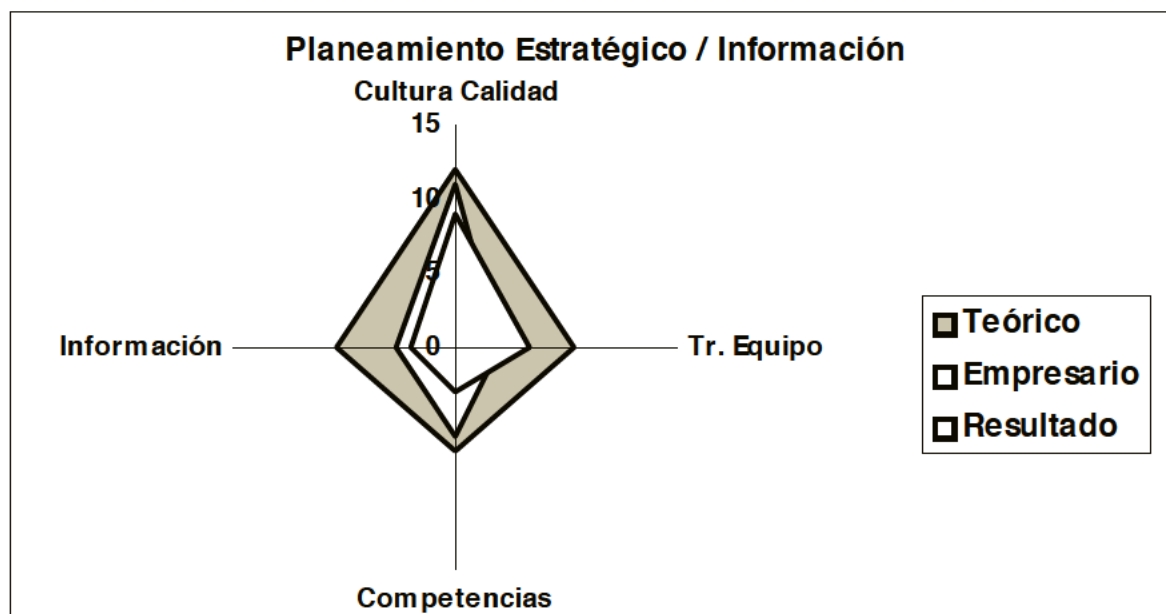 Planeamiento Estratégico / Información
Cultura Calidad
15
10
5
0
Información
Tr. Equipo
Competencias
Teórico
Empresario
Resultado